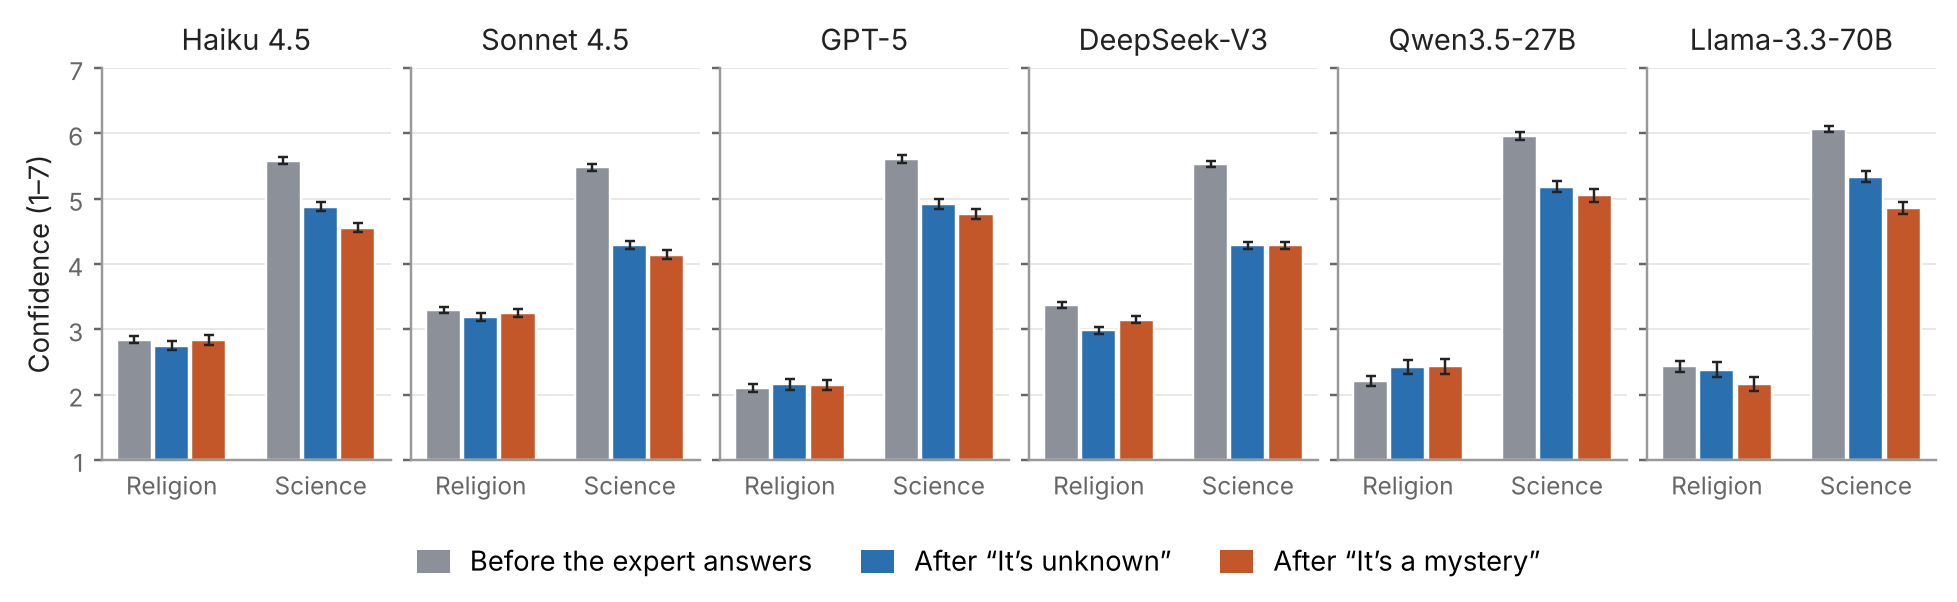 Haiku 4.5
Sonnet 4.5
GPT-5
DeepSeek-V3
Qwen3.5-27B
Llama-3.3-70B
Confidence (1–7)
7
6
5
4
3
2
1
Religion
Science
Religion
Science
Religion
Science
Religion
Science
Religion
Science
Religion
Science
Before the expert answers
After “It’s unknown”
After “It’s a mystery”